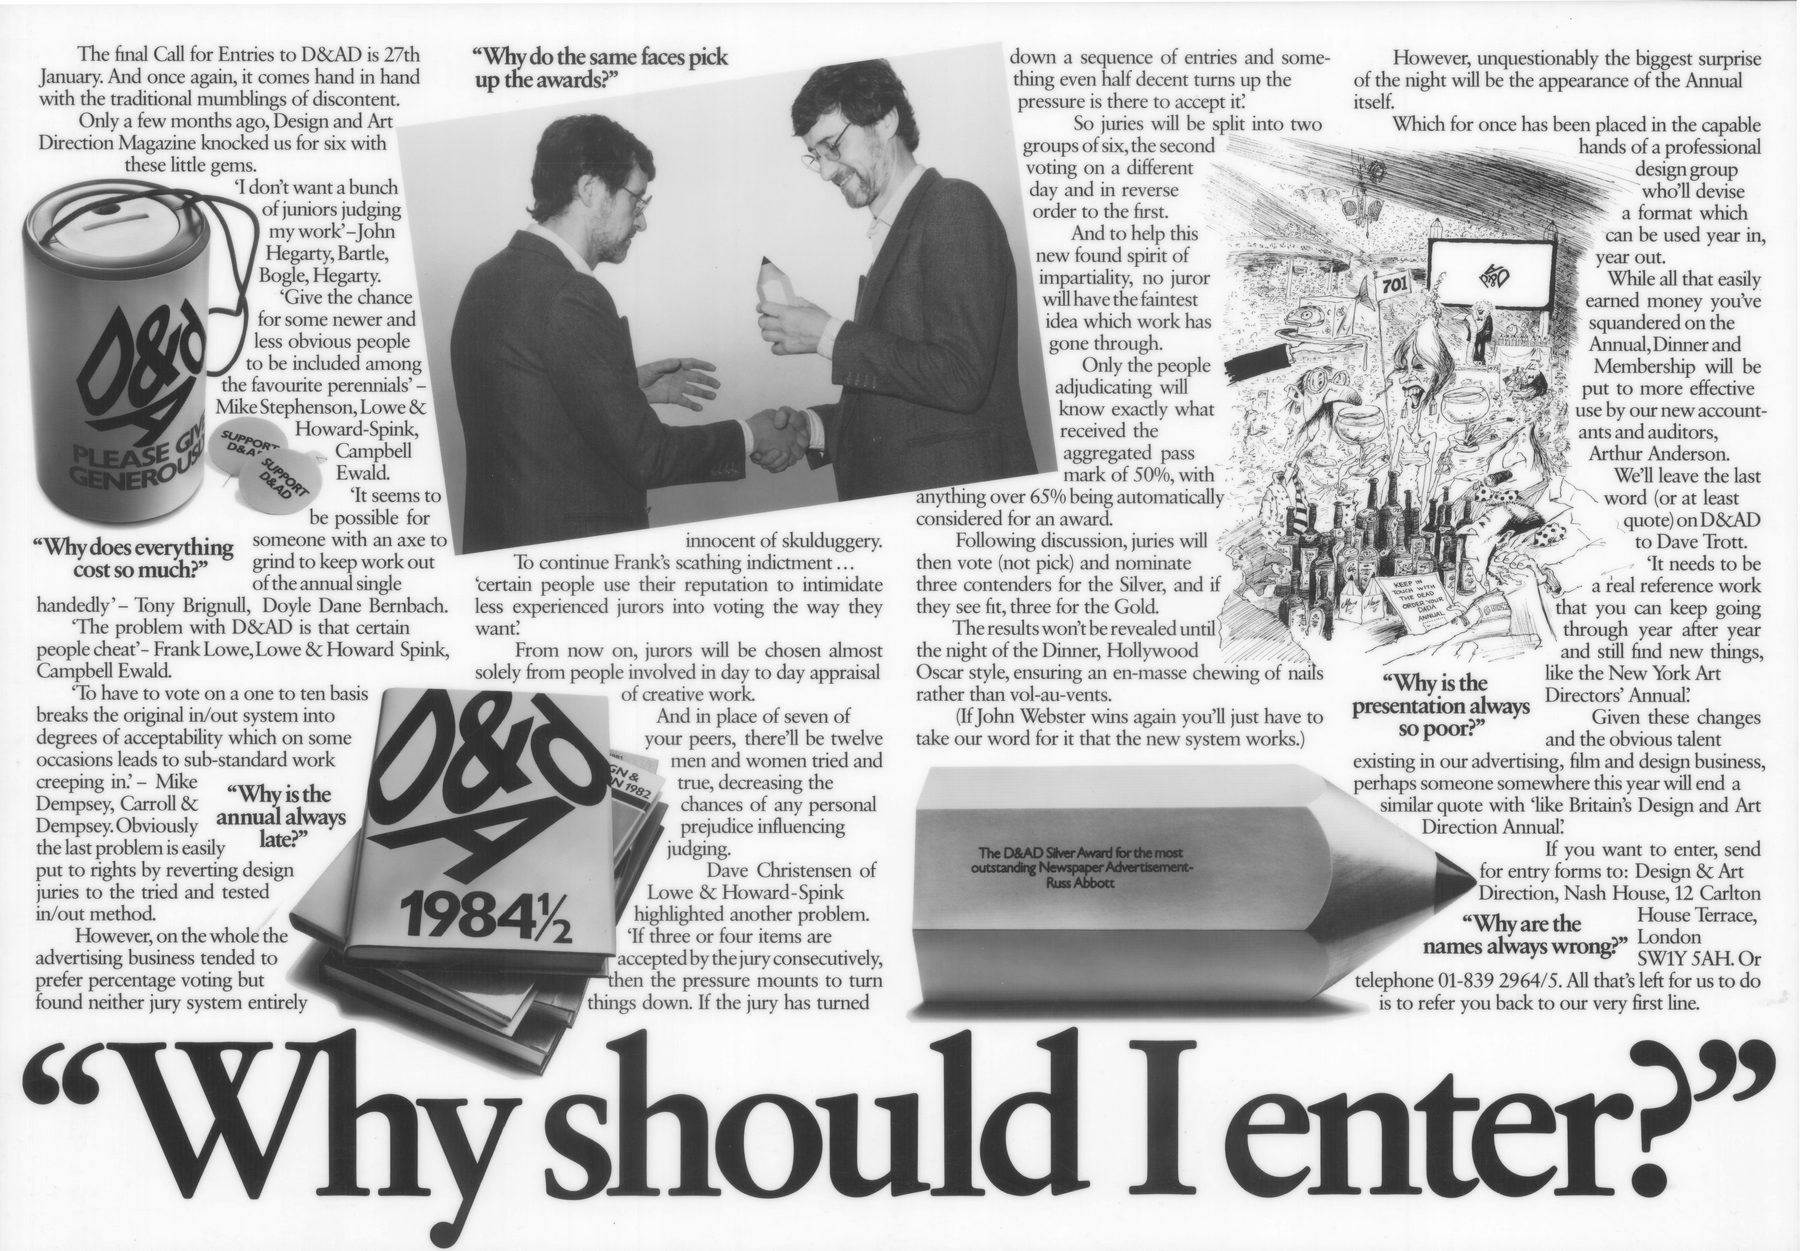 The final Call for Entries to D&AD is 27th
January. And once again, it comes hand in hand
with the traditional mumblings of discontent.
Only a few months ago, Design and Art
Direction Magazine knocked us for six with
these little gems.
‘I don’t want a bunch
of juniors judging
my work’–John
Hegarty, Bartle,
Bogle, Hegarty.
‘Give the chance
for some newer and
less obvious people
to be included among
the favourite perennials’ –
Mike Stephenson, Lowe &
Howard-Spink,
Campbell
Ewald.
‘It seems to
be possible for
someone with an axe to
grind to keep work out
of the annual single
handedly’ – Tony Brignull, Doyle Dane Bernbach.
‘The problem with D&AD is that certain
people cheat’– Frank Lowe, Lowe & Howard Spink,
Campbell Ewald.
‘To have to vote on a one to ten basis
breaks the original in/out system into
degrees of acceptability which on some
occasions leads to sub-standard work
creeping in.’ – Mike
Dempsey, Carroll &
Dempsey. Obviously
the last problem is easily
put to rights by reverting design
juries to the tried and tested
in/out method.
However, on the whole the
advertising business tended to
prefer percentage voting but
found neither jury system entirely
D&AD
PLEASE GIVE
GENEROUSLY
SUPPORT
D&AD
SUPPORT
D&AD
“Why does everything
cost so much?”
“Why is the
annual always
late?”
“Why do the same faces pick
up the awards?”
innocent of skulduggery.
To continue Frank’s scathing indictment ...
‘certain people use their reputation to intimidate
less experienced jurors into voting the way they
want.’
From now on, jurors will be chosen almost
solely from people involved in day to day appraisal
of creative work.
And in place of seven of
your peers, there’ll be twelve
men and women tried and
true, decreasing the
chances of any personal
prejudice influencing
judging.
Dave Christensen of
Lowe & Howard-Spink
highlighted another problem.
‘If three or four items are
accepted by the jury consecutively,
then the pressure mounts to turn
things down. If the jury has turned
D&AD
1984½
GN &
ON 1982
down a sequence of entries and some-
thing even half decent turns up the
pressure is there to accept it.’
So juries will be split into two
groups of six, the second
voting on a different
day and in reverse
order to the first.
And to help this
new found spirit of
impartiality, no juror
will have the faintest
idea which work has
gone through.
Only the people
adjudicating will
know exactly what
received the
aggregated pass
mark of 50%, with
anything over 65% being automatically
considered for an award.
Following discussion, juries will
then vote (not pick) and nominate
three contenders for the Silver, and if
they see fit, three for the Gold.
The results won’t be revealed until
the night of the Dinner, Hollywood
Oscar style, ensuring an en-masse chewing of nails
rather than vol-au-vents.
(If John Webster wins again you’ll just have to
take our word for it that the new system works.)
The D&AD Silver Award for the most
outstanding Newspaper Advertisement–
Russ Abbott
However, unquestionably the biggest surprise
of the night will be the appearance of the Annual
itself.
Which for once has been placed in the capable
hands of a professional
design group
who’ll devise
a format which
can be used year in,
year out.
While all that easily
earned money you’ve
squandered on the
Annual, Dinner and
Membership will be
put to more effective
use by our new account-
ants and auditors,
Arthur Anderson.
We’ll leave the last
word (or at least
quote) on D&AD
to Dave Trott.
‘It needs to be
a real reference work
that you can keep going
through year after year
and still find new things,
like the New York Art
Directors’ Annual.’
Given these changes
and the obvious talent
existing in our advertising, film and design business,
perhaps someone somewhere this year will end a
similar quote with ‘like Britain’s Design and Art
Direction Annual.’
If you want to enter, send
for entry forms to: Design & Art
Direction, Nash House, 12 Carlton
House Terrace,
London
SW1Y 5AH. Or
telephone 01-839 2964/5. All that’s left for us to do
is to refer you back to our very first line.
701
D&AD
KEEP IN
TOUCH WITH
THE DEAD
ORDER YOUR
D&AD
ANNUAL
“Why is the
presentation always
so poor?”
“Why are the
names always wrong?”
“Why should I enter?”